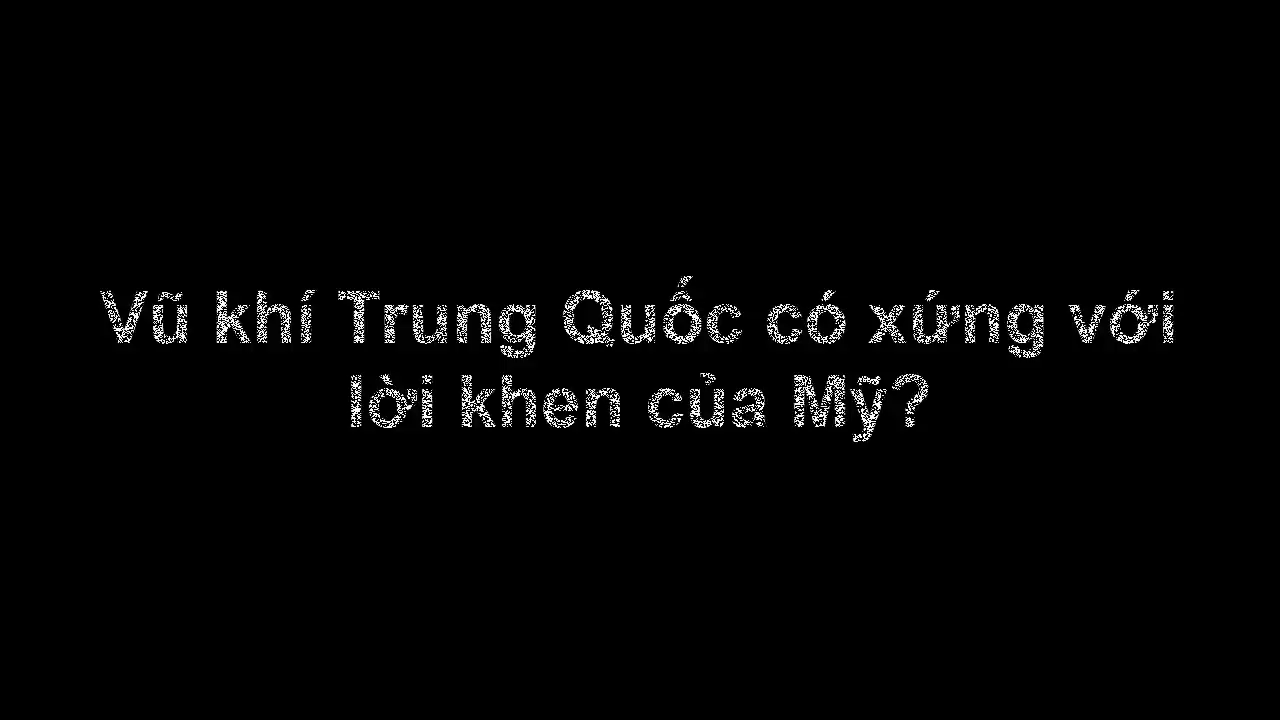 Vũ khí Trung Quốc có xứng với
lời khen của Mỹ?